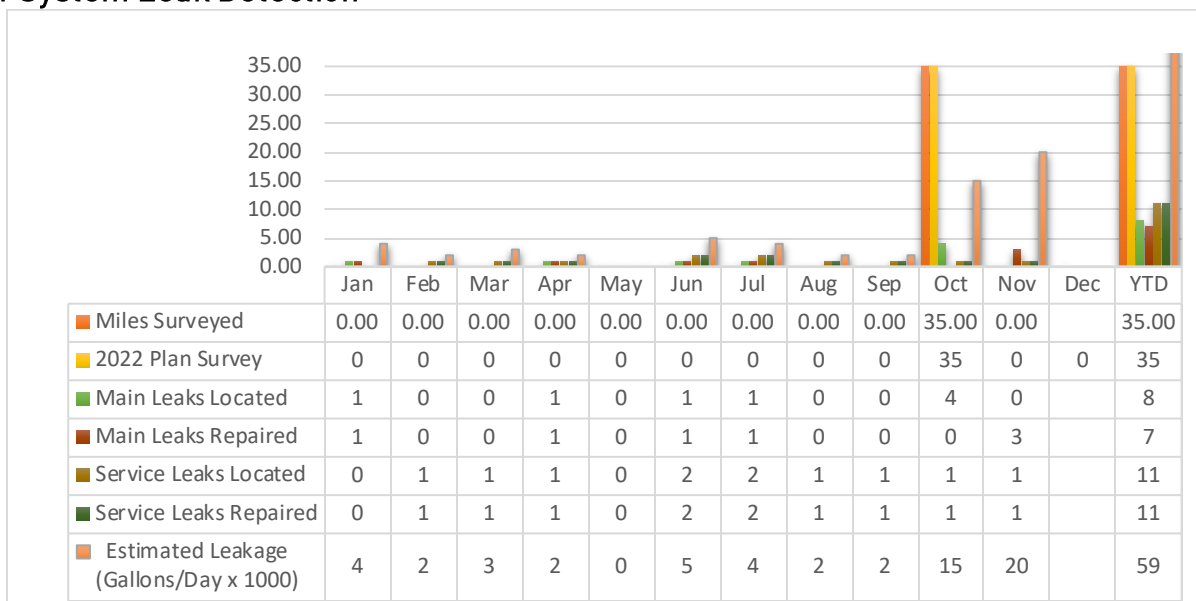 System Leak Detection
35.00
30.00
25.00
20.00
15.00
10.00
5.00
0.00
Jan Feb Mar Apr May Jun Jul Aug Sep Oct Nov Dec YTD
Miles Surveyed 0.00 0.00 0.00 0.00 0.00 0.00 0.00 0.00 0.00 35.00 0.00 35.00
2022 Plan Survey 0 0 0 0 0 0 0 0 0 35 0 0 35
Main Leaks Located 1 0 0 1 0 1 1 0 0 4 0 8
Main Leaks Repaired 1 0 0 1 0 1 1 0 0 0 3 7
Service Leaks Located 0 1 1 1 0 2 2 1 1 1 1 11
Service Leaks Repaired 0 1 1 1 0 2 2 1 1 1 1 11
Estimated Leakage
(Gallons/Day x 1000) 4 2 3 2 0 5 4 2 2 15 20 59